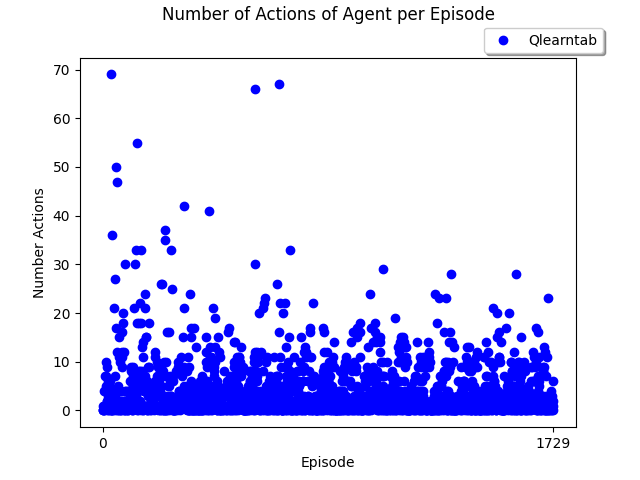 Number of Actions of Agent per Episode
Qlearntab
70
60
50
40
30
20
10
0
Number Actions
0 1729
Episode